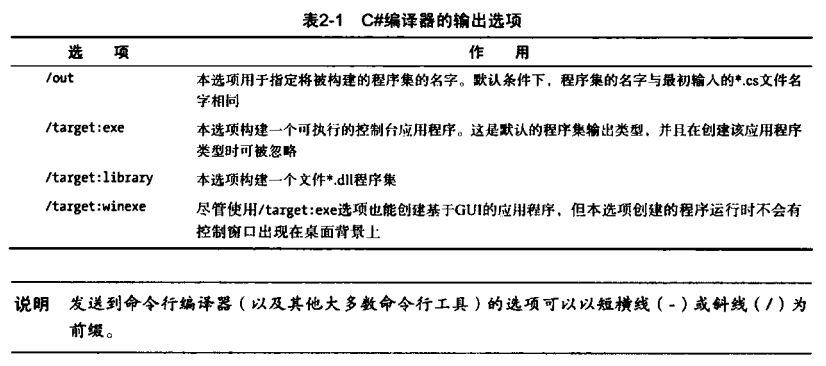 表2-1 C#编译器的输出选项
选 项 作 用
/out 本选项用于指定将被构建的程序集的名字。默认条件下，程序集的名字与最初输入的*.cs文件名
字相同
/target:exe 本选项构建一个可执行的控制台应用程序。这是默认的程序集输出类型，并且在创建该应用程序
类型时可被忽略
/target:library 本选项构建一个文件*.dll程序集
/target:winexe 尽管使用/target:exe选项也能创建基于GUI的应用程序，但本选项创建的程序运行时不会有
控制窗口出现在桌面背景上
说明 发送到命令行编译器（以及其他大多数命令行工具）的选项可以以短横线（-）或斜线（/）为
前缀。